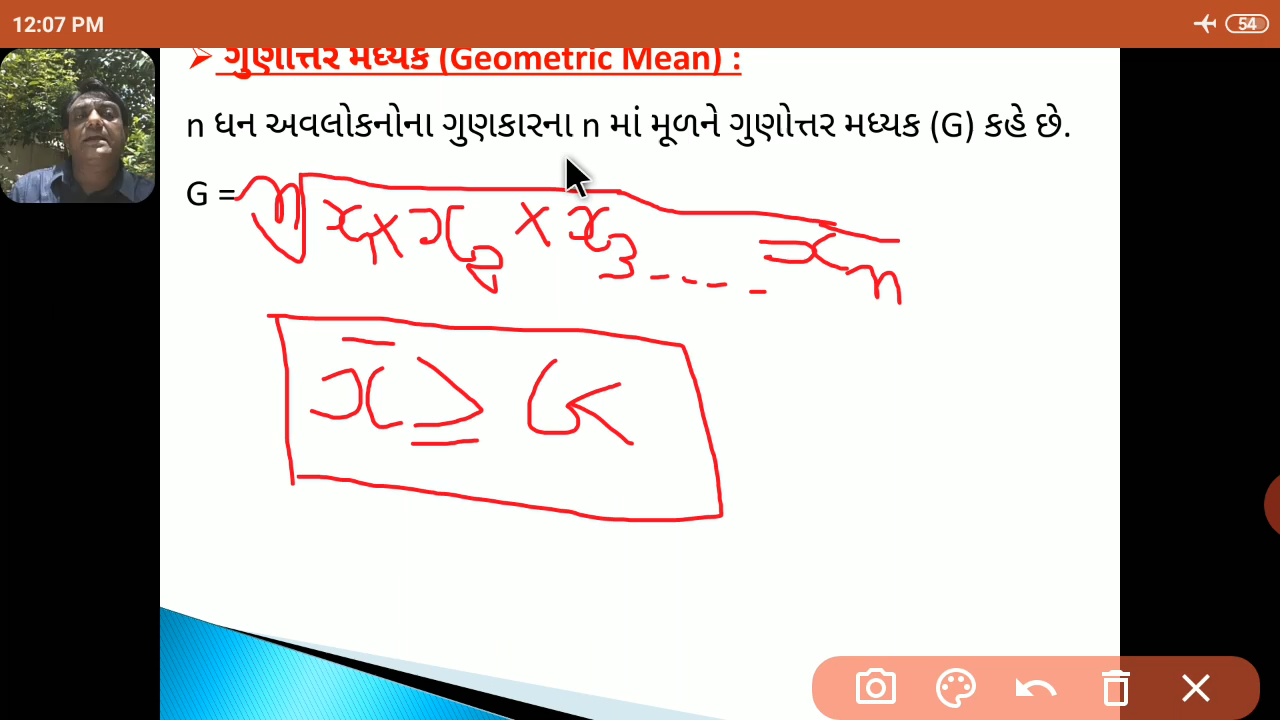 12:07 PM
54
➢ ગુણોત્તર મધ્યક (Geometric Mean) :
n ધન અવલોકનોના ગુણકારના n માં મૂળને ગુણોત્તર મધ્યક (G) કહે છે.
G = ⁿ√x₁ × x₂ × x₃ - - - - xₙ
x̄ ≥ G